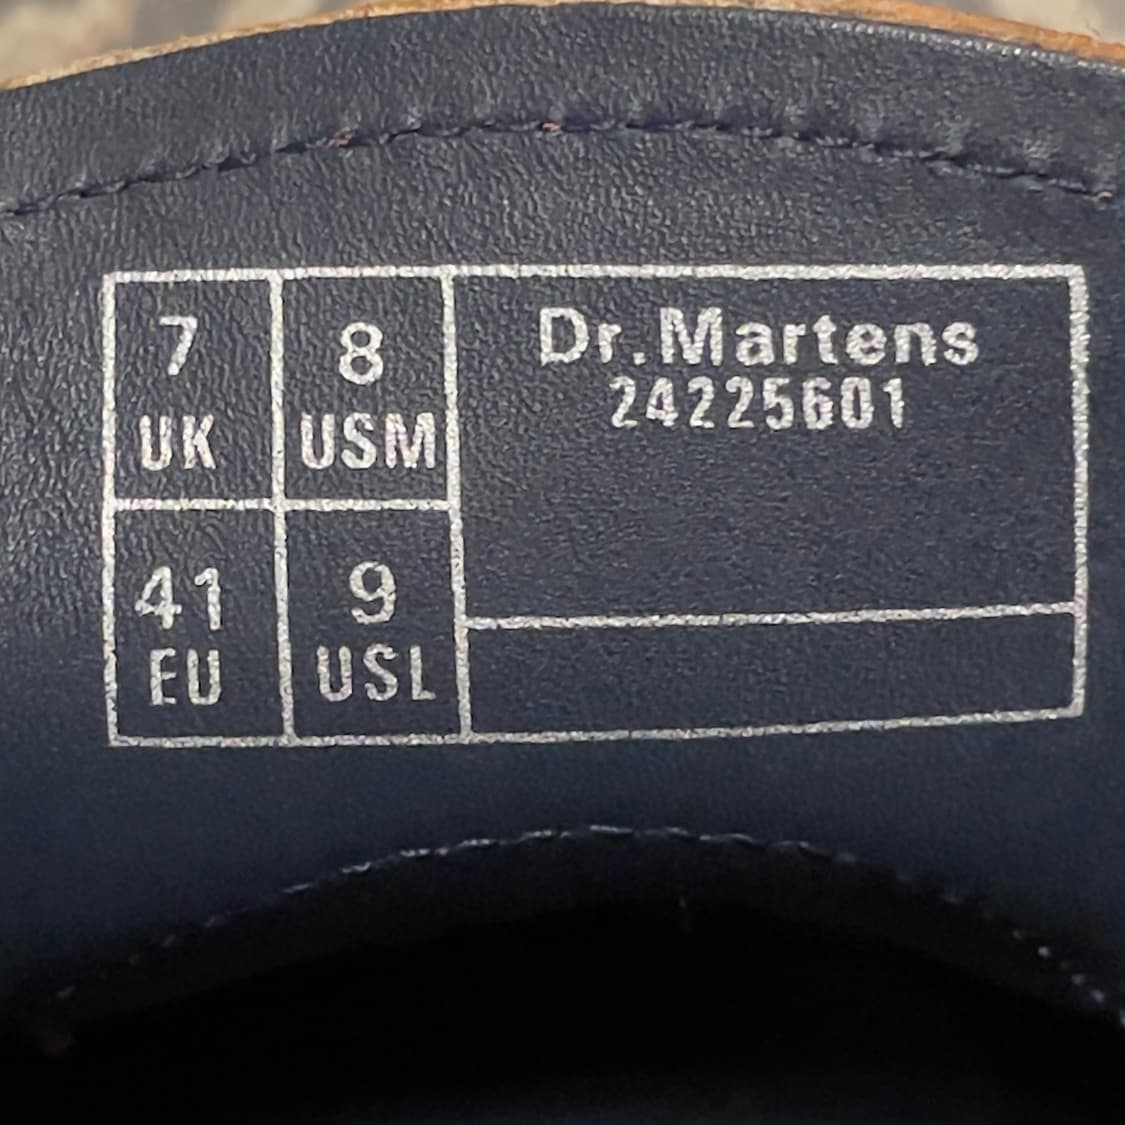 7
UK
8
USM
Dr.Martens
24225601
41
EU
9
USL